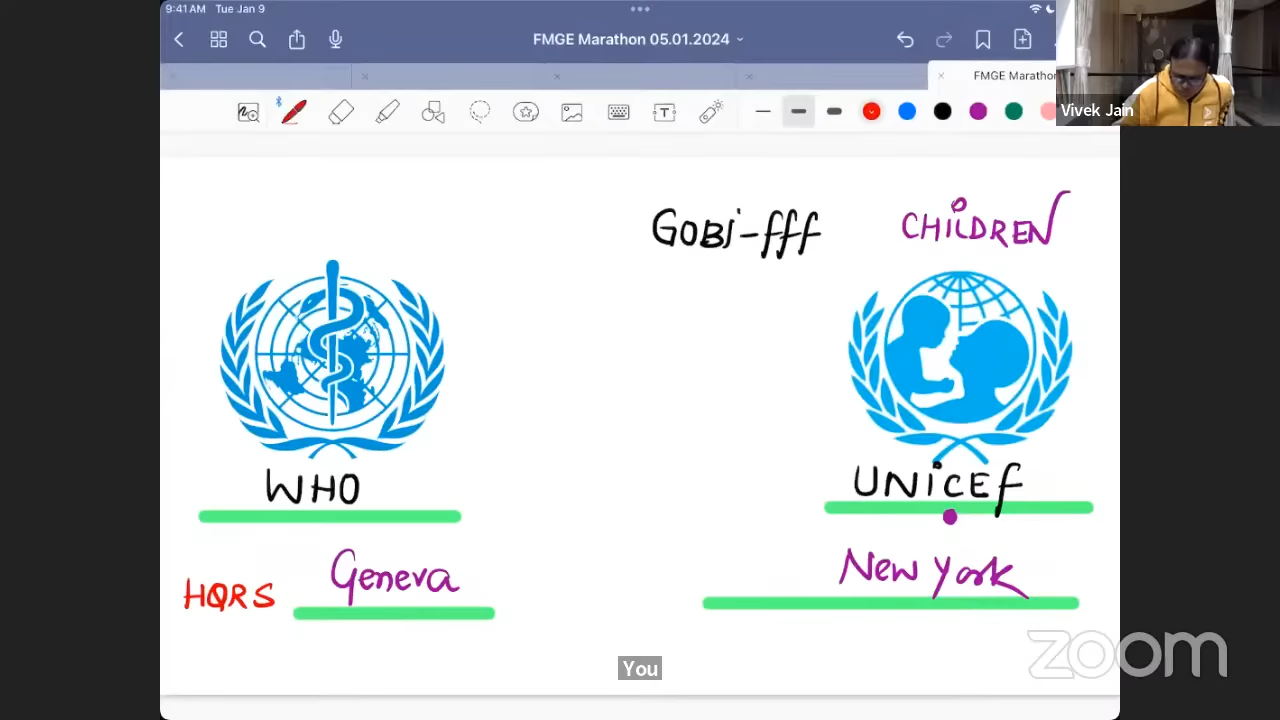 9:41 AM Tue Jan 9
FMGE Marathon 05.01.2024
FMGE Marathon
T
Vivek Jain
GOBi-fff CHiLDREN
WHO UNiCEf
HQRS Geneva New York
zoom
You